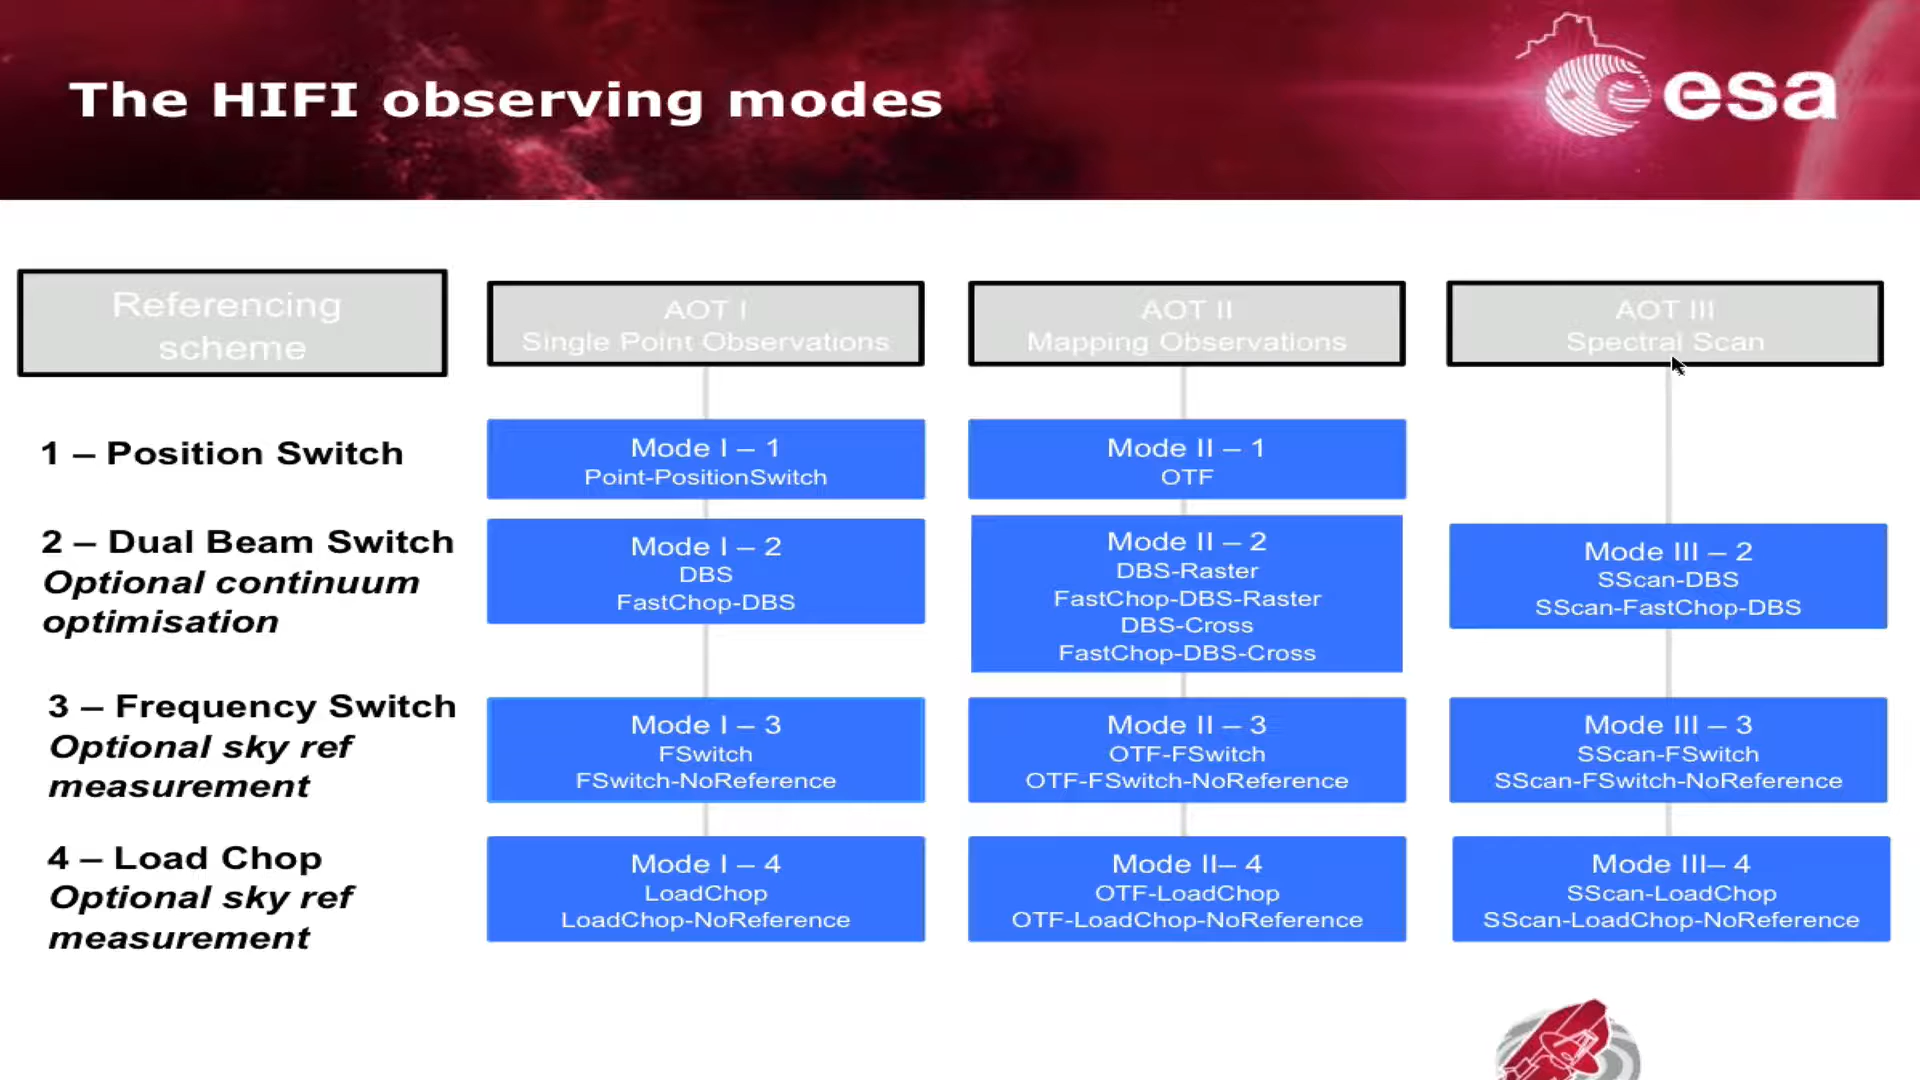 The HIFI observing modes
esa
Referencing
scheme
AOT I
Single Point Observations
AOT II
Mapping Observations
AOT III
Spectral Scan
1 – Position Switch
Mode I – 1
Point-PositionSwitch
Mode II – 1
OTF
2 – Dual Beam Switch
Optional continuum
optimisation
Mode I – 2
DBS
FastChop-DBS
Mode II – 2
DBS-Raster
FastChop-DBS-Raster
DBS-Cross
FastChop-DBS-Cross
Mode III – 2
SScan-DBS
SScan-FastChop-DBS
3 – Frequency Switch
Optional sky ref
measurement
Mode I – 3
FSwitch
FSwitch-NoReference
Mode II – 3
OTF-FSwitch
OTF-FSwitch-NoReference
Mode III – 3
SScan-FSwitch
SScan-FSwitch-NoReference
4 – Load Chop
Optional sky ref
measurement
Mode I – 4
LoadChop
LoadChop-NoReference
Mode II– 4
OTF-LoadChop
OTF-LoadChop-NoReference
Mode III– 4
SScan-LoadChop
SScan-LoadChop-NoReference